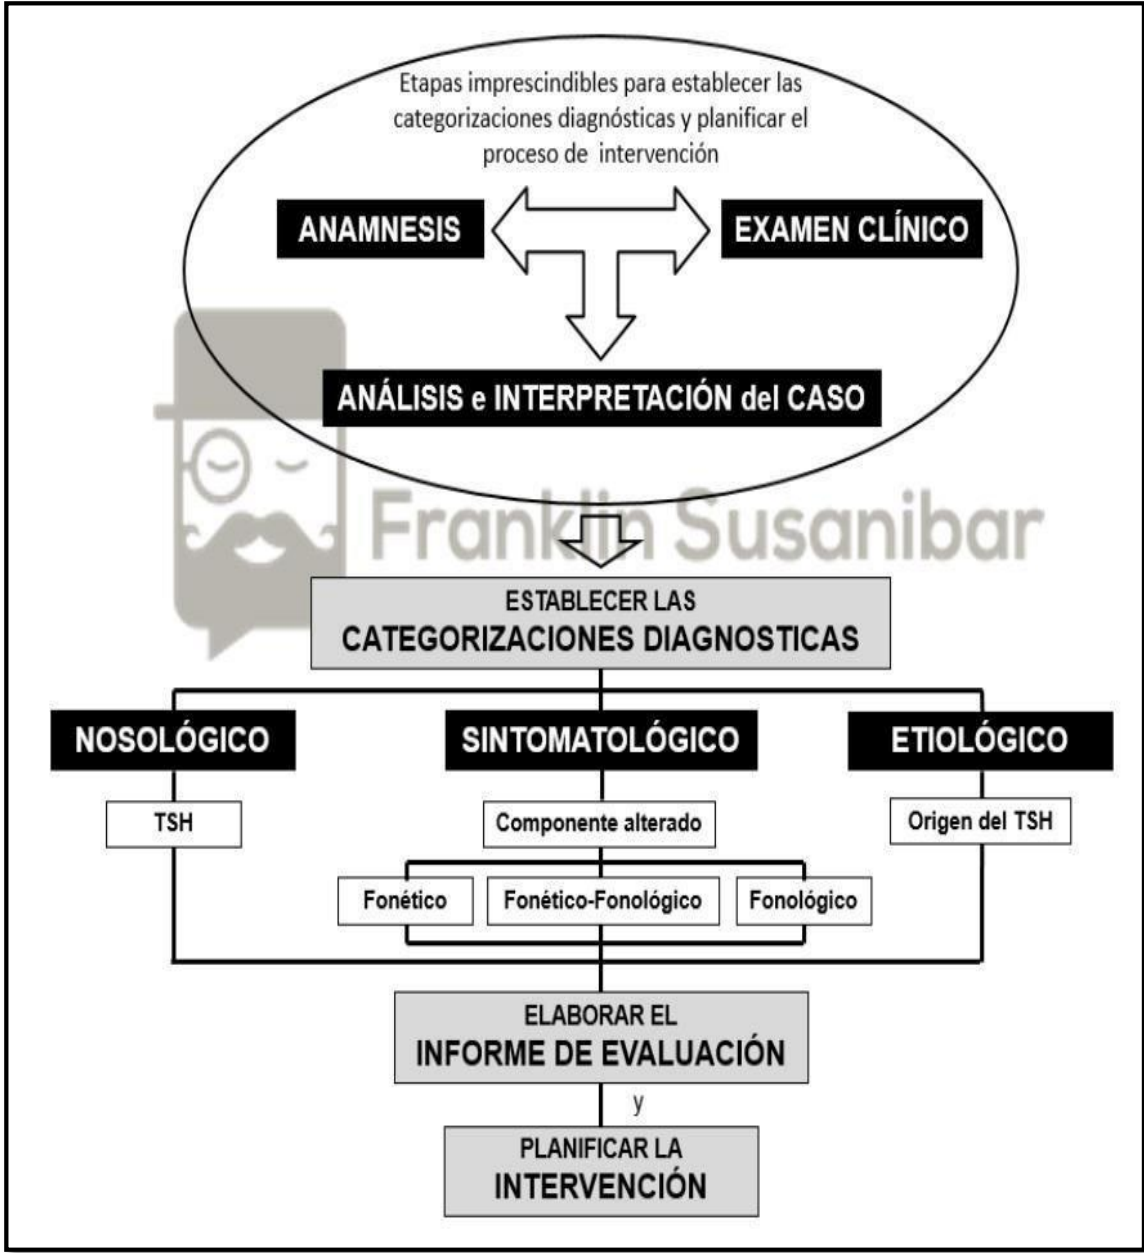 Etapas imprescindibles para establecer las
categorizaciones diagnósticas y planificar el
proceso de intervención
ANAMNESIS
EXAMEN CLÍNICO
ANÁLISIS e INTERPRETACIÓN del CASO
Franklin Susanibar
ESTABLECER LAS
CATEGORIZACIONES DIAGNOSTICAS
NOSOLÓGICO
SINTOMATOLÓGICO
ETIOLÓGICO
TSH
Componente alterado
Origen del TSH
Fonético
Fonético-Fonológico
Fonológico
ELABORAR EL
INFORME DE EVALUACIÓN
y
PLANIFICAR LA
INTERVENCIÓN